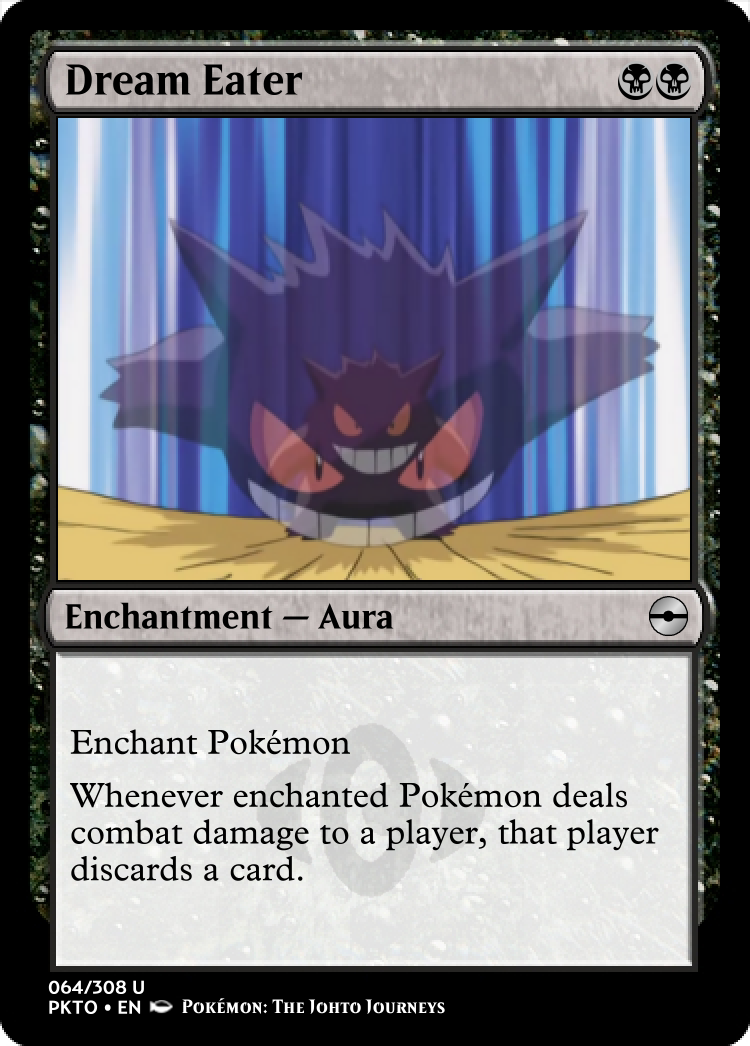 Dream Eater
Enchantment — Aura
Enchant Pokémon
Whenever enchanted Pokémon deals
combat damage to a player, that player
discards a card.
064/308 U
PKTO • EN Pokémon: The Johto Journeys